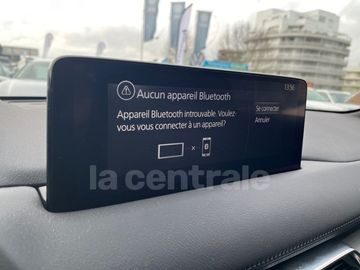 13:56
Aucun appareil Bluetooth
Appareil Bluetooth introuvable. Voulez-
vous vous connecter à un appareil?
Se connecter
Annuler
la centrale